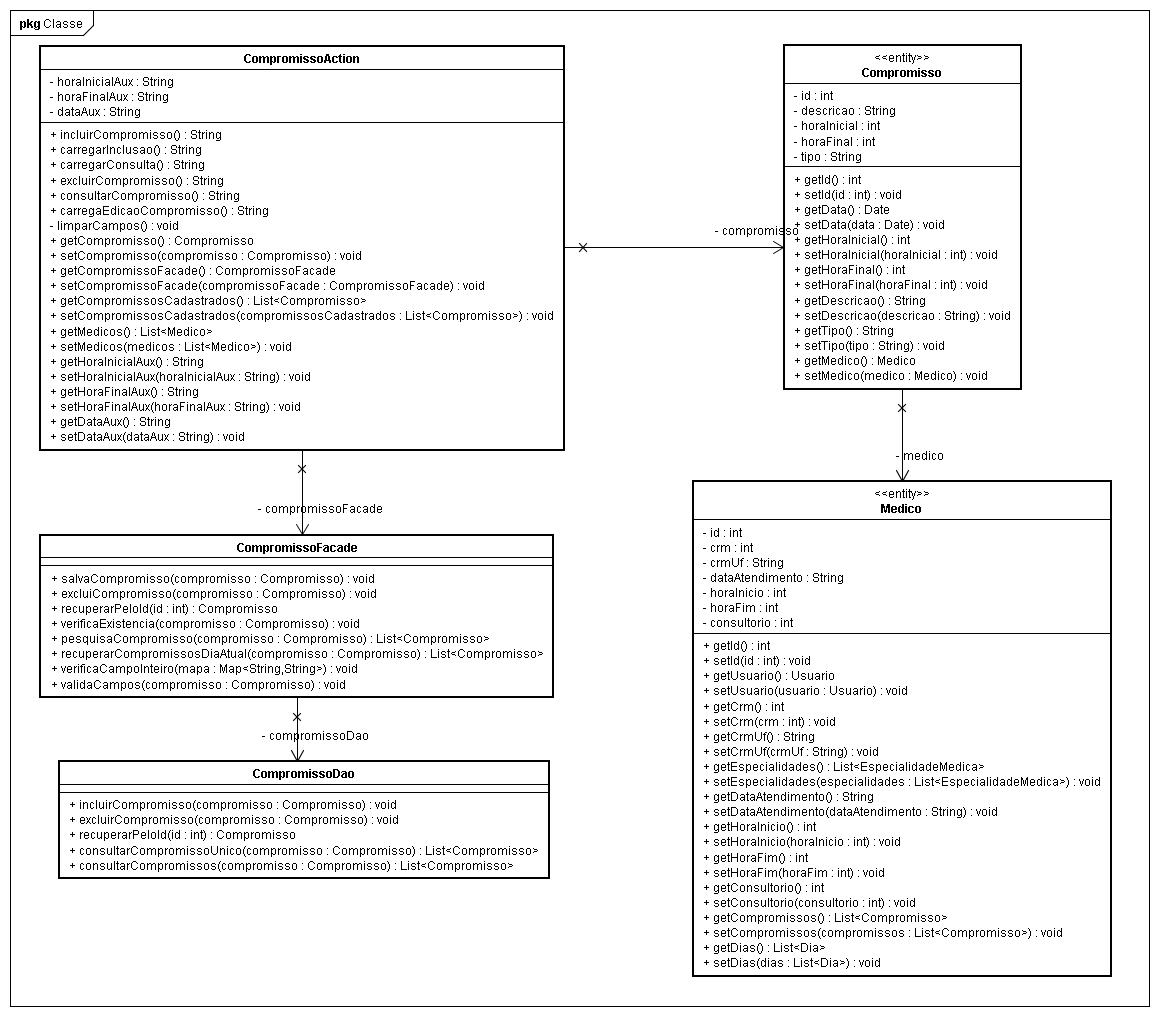 pkg Classe
CompromissoAction
- horaInicialAux : String
- horaFinalAux : String
- dataAux : String
+ incluirCompromisso() : String
+ carregarInclusao() : String
+ carregarConsulta() : String
+ excluirCompromisso() : String
+ consultarCompromisso() : String
+ carregaEdicaoCompromisso() : String
- limparCampos() : void
+ getCompromisso() : Compromisso
+ setCompromisso(compromisso : Compromisso) : void
+ getCompromissoFacade() : CompromissoFacade
+ setCompromissoFacade(compromissoFacade : CompromissoFacade) : void
+ getCompromissosCadastrados() : List<Compromisso>
+ setCompromissosCadastrados(compromissosCadastrados : List<Compromisso>) : void
+ getMedicos() : List<Medico>
+ setMedicos(medicos : List<Medico>) : void
+ getHoraInicialAux() : String
+ setHoraInicialAux(horaInicialAux : String) : void
+ getHoraFinalAux() : String
+ setHoraFinalAux(horaFinalAux : String) : void
+ getDataAux() : String
+ setDataAux(dataAux : String) : void
- compromisso
<<entity>>
Compromisso
- id : int
- descricao : String
- horaInicial : int
- horaFinal : int
- tipo : String
+ getId() : int
+ setId(id : int) : void
+ getData() : Date
+ setData(data : Date) : void
+ getHoraInicial() : int
+ setHoraInicial(horaInicial : int) : void
+ getHoraFinal() : int
+ setHoraFinal(horaFinal : int) : void
+ getDescricao() : String
+ setDescricao(descricao : String) : void
+ getTipo() : String
+ setTipo(tipo : String) : void
+ getMedico() : Medico
+ setMedico(medico : Medico) : void
- compromissoFacade
CompromissoFacade
+ salvaCompromisso(compromisso : Compromisso) : void
+ excluiCompromisso(compromisso : Compromisso) : void
+ recuperarPeloId(id : int) : Compromisso
+ verificaExistencia(compromisso : Compromisso) : void
+ pesquisaCompromisso(compromisso : Compromisso) : List<Compromisso>
+ recuperarCompromissosDiaAtual(compromisso : Compromisso) : List<Compromisso>
+ verificaCampoInteiro(mapa : Map<String,String>) : void
+ validaCampos(compromisso : Compromisso) : void
- compromissoDao
CompromissoDao
+ incluirCompromisso(compromisso : Compromisso) : void
+ excluirCompromisso(compromisso : Compromisso) : void
+ recuperarPeloId(id : int) : Compromisso
+ consultarCompromissoUnico(compromisso : Compromisso) : List<Compromisso>
+ consultarCompromissos(compromisso : Compromisso) : List<Compromisso>
- medico
<<entity>>
Medico
- id : int
- crm : int
- crmUf : String
- dataAtendimento : String
- horaInicio : int
- horaFim : int
- consultorio : int
+ getId() : int
+ setId(id : int) : void
+ getUsuario() : Usuario
+ setUsuario(usuario : Usuario) : void
+ getCrm() : int
+ setCrm(crm : int) : void
+ getCrmUf() : String
+ setCrmUf(crmUf : String) : void
+ getEspecialidades() : List<EspecialidadeMedica>
+ setEspecialidades(especialidades : List<EspecialidadeMedica>) : void
+ getDataAtendimento() : String
+ setDataAtendimento(dataAtendimento : String) : void
+ getHoraInicio() : int
+ setHoraInicio(horaInicio : int) : void
+ getHoraFim() : int
+ setHoraFim(horaFim : int) : void
+ getConsultorio() : int
+ setConsultorio(consultorio : int) : void
+ getCompromissos() : List<Compromisso>
+ setCompromissos(compromissos : List<Compromisso>) : void
+ getDias() : List<Dia>
+ setDias(dias : List<Dia>) : void